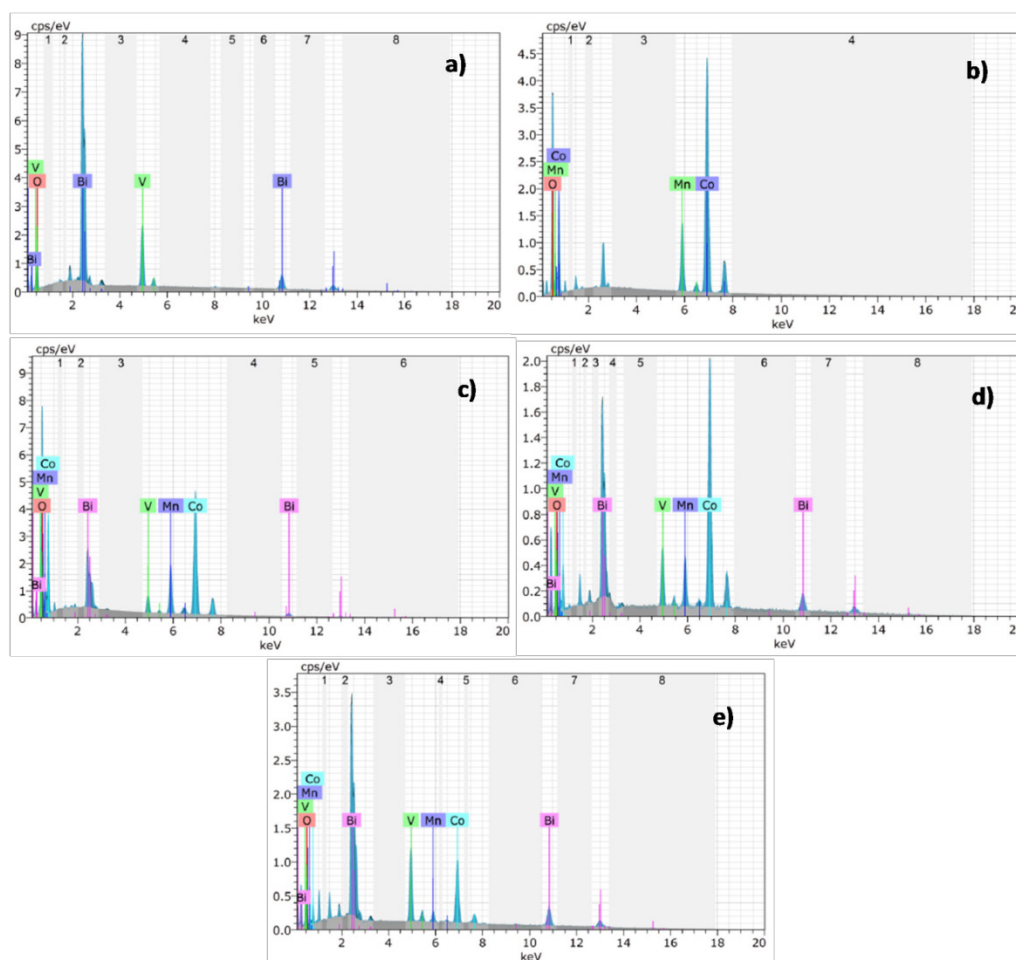 cps/eV
1 2 3 4 5 6 7 8
a)
9
8
7
6
5
4
3
2
1
0
V
O
Bi
Bi
V
Bi
2 4 6 8 10 12 14 16 18 20
keV
cps/eV
1 2 3 4
b)
4.5
4.0
3.5
3.0
2.5
2.0
1.5
1.0
0.5
0.0
Co
Mn
O
Mn
Co
2 4 6 8 10 12 14 16 18 20
keV
cps/eV
1 2 3 4 5 6
c)
9
8
7
6
5
4
3
2
1
0
Co
Mn
V
O
Bi
Bi
V
Mn
Co
Bi
2 4 6 8 10 12 14 16 18 20
keV
cps/eV
1 2 3 4 5 6 7 8
d)
2.0
1.8
1.6
1.4
1.2
1.0
0.8
0.6
0.4
0.2
0.0
Co
Mn
V
O
Bi
Bi
V
Mn
Co
Bi
2 4 6 8 10 12 14 16 18
keV
cps/eV
1 2 3 4 5 6 7 8
e)
3.5
3.0
2.5
2.0
1.5
1.0
0.5
0.0
Co
Mn
V
O
Bi
Bi
V
Mn
Co
Bi
2 4 6 8 10 12 14 16 18 20
keV